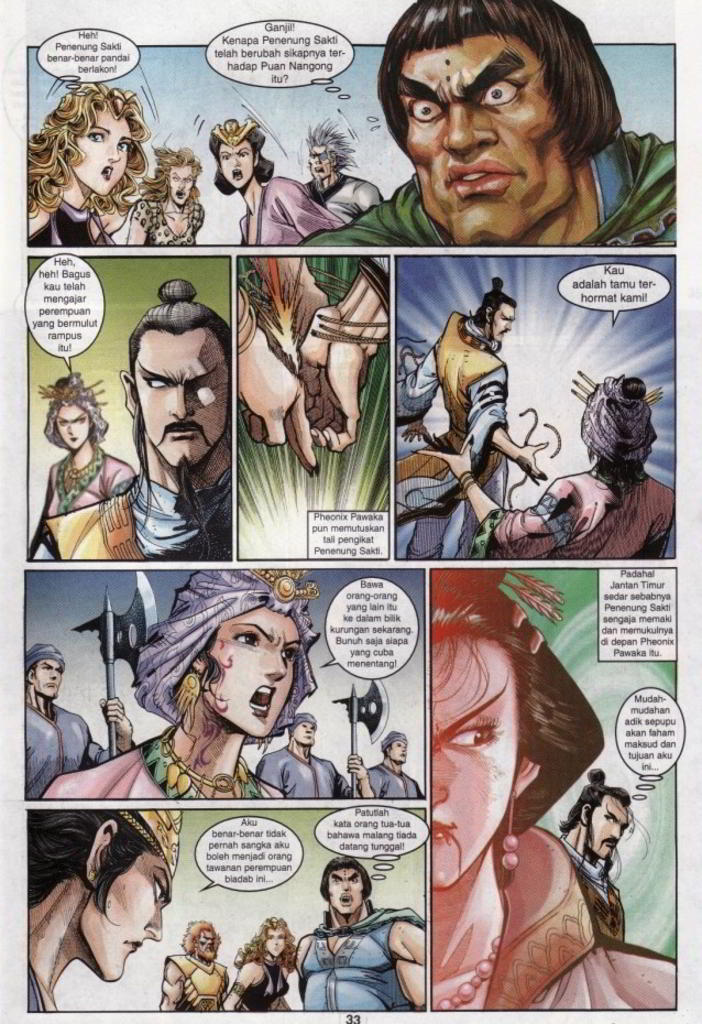 Heh!
Penenung Sakti
benar-benar pandai
berlakon!
Ganjil!
Kenapa Penenung Sakti
telah berubah sikapnya ter-
hadap Puan Nangong
itu?
Heh,
heh! Bagus
kau telah
mengajar
perempuan
yang bermulut
rampus
itu!
Pheonix Pawaka
pun memutuskan
tali pengikat
Penenung Sakti.
Kau
adalah tamu ter-
hormat kami!
Bawa
orang-orang
yang lain itu
ke dalam bilik
kurungan sekarang.
Bunuh saja siapa
yang cuba
menentang!
Padahal
Jantan Timur
sedar sebabnya
Penenung Sakti
sengaja memaki
dan memukulnya
di depan Pheonix
Pawaka itu.
Mudah-
mudahan
adik sepupu
akan faham
maksud dan
tujuan aku
ini...
Aku
benar-benar tidak
pernah sangka aku
boleh menjadi orang
tawanan perempuan
biadab ini...
Patutlah
kata orang tua-tua
bahawa malang tiada
datang tunggal!
33